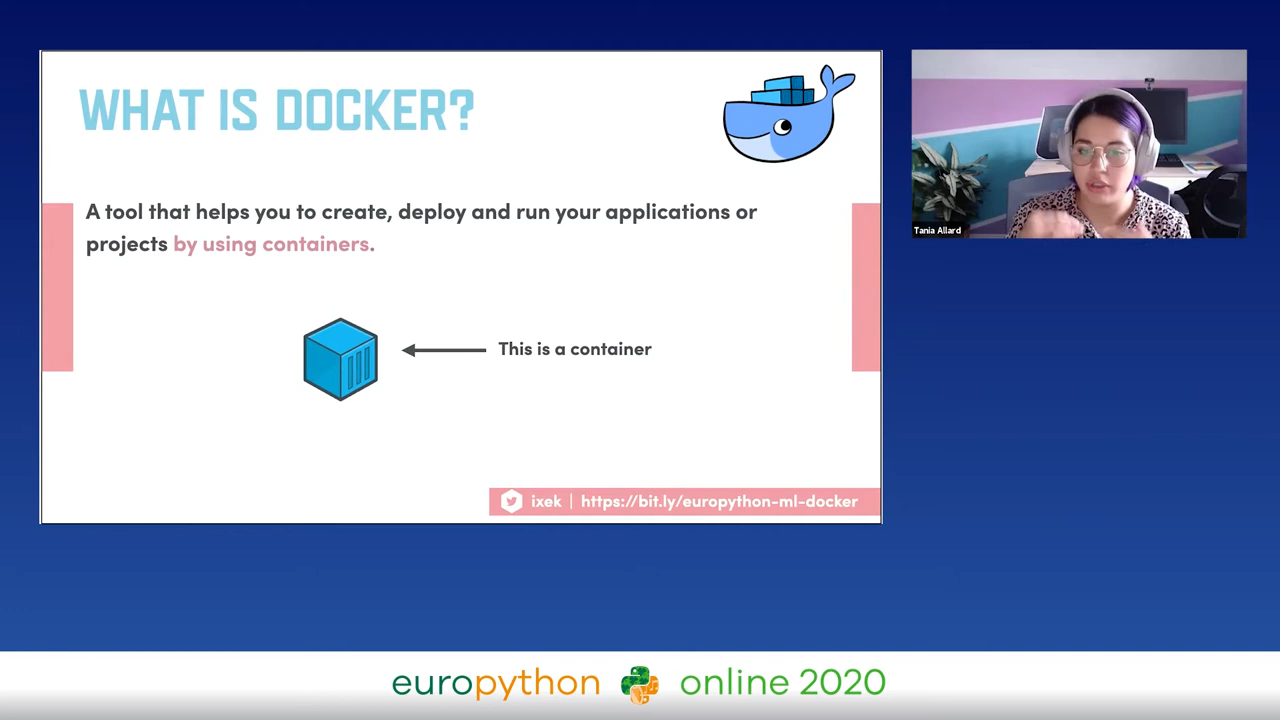 WHAT IS DOCKER?
A tool that helps you to create, deploy and run your applications or
projects by using containers.
This is a container
ixek | https://bit.ly/europython-ml-docker
Tania Allard
europython online 2020